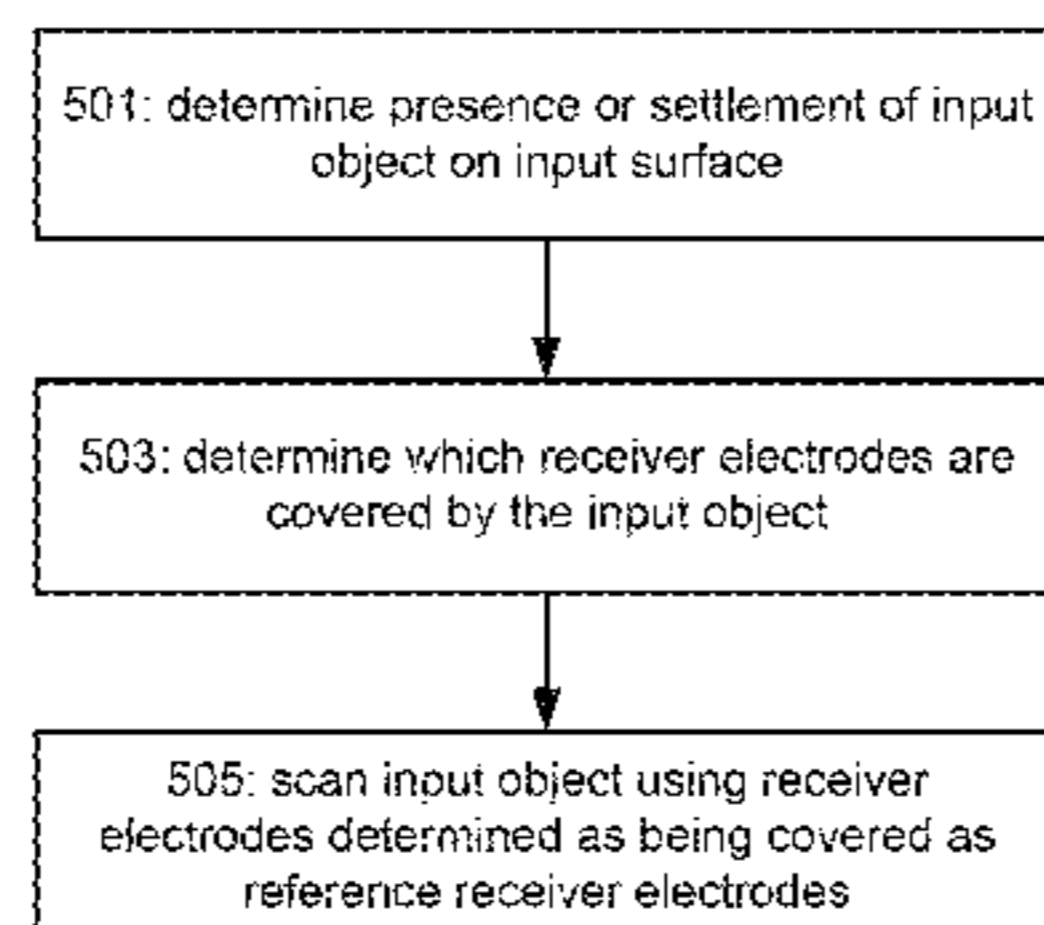 501: determine presence or settlement of input
object on input surface
503: determine which receiver electrodes are
covered by the input object
505: scan input object using receiver
electrodes determined as being covered as
reference receiver electrodes